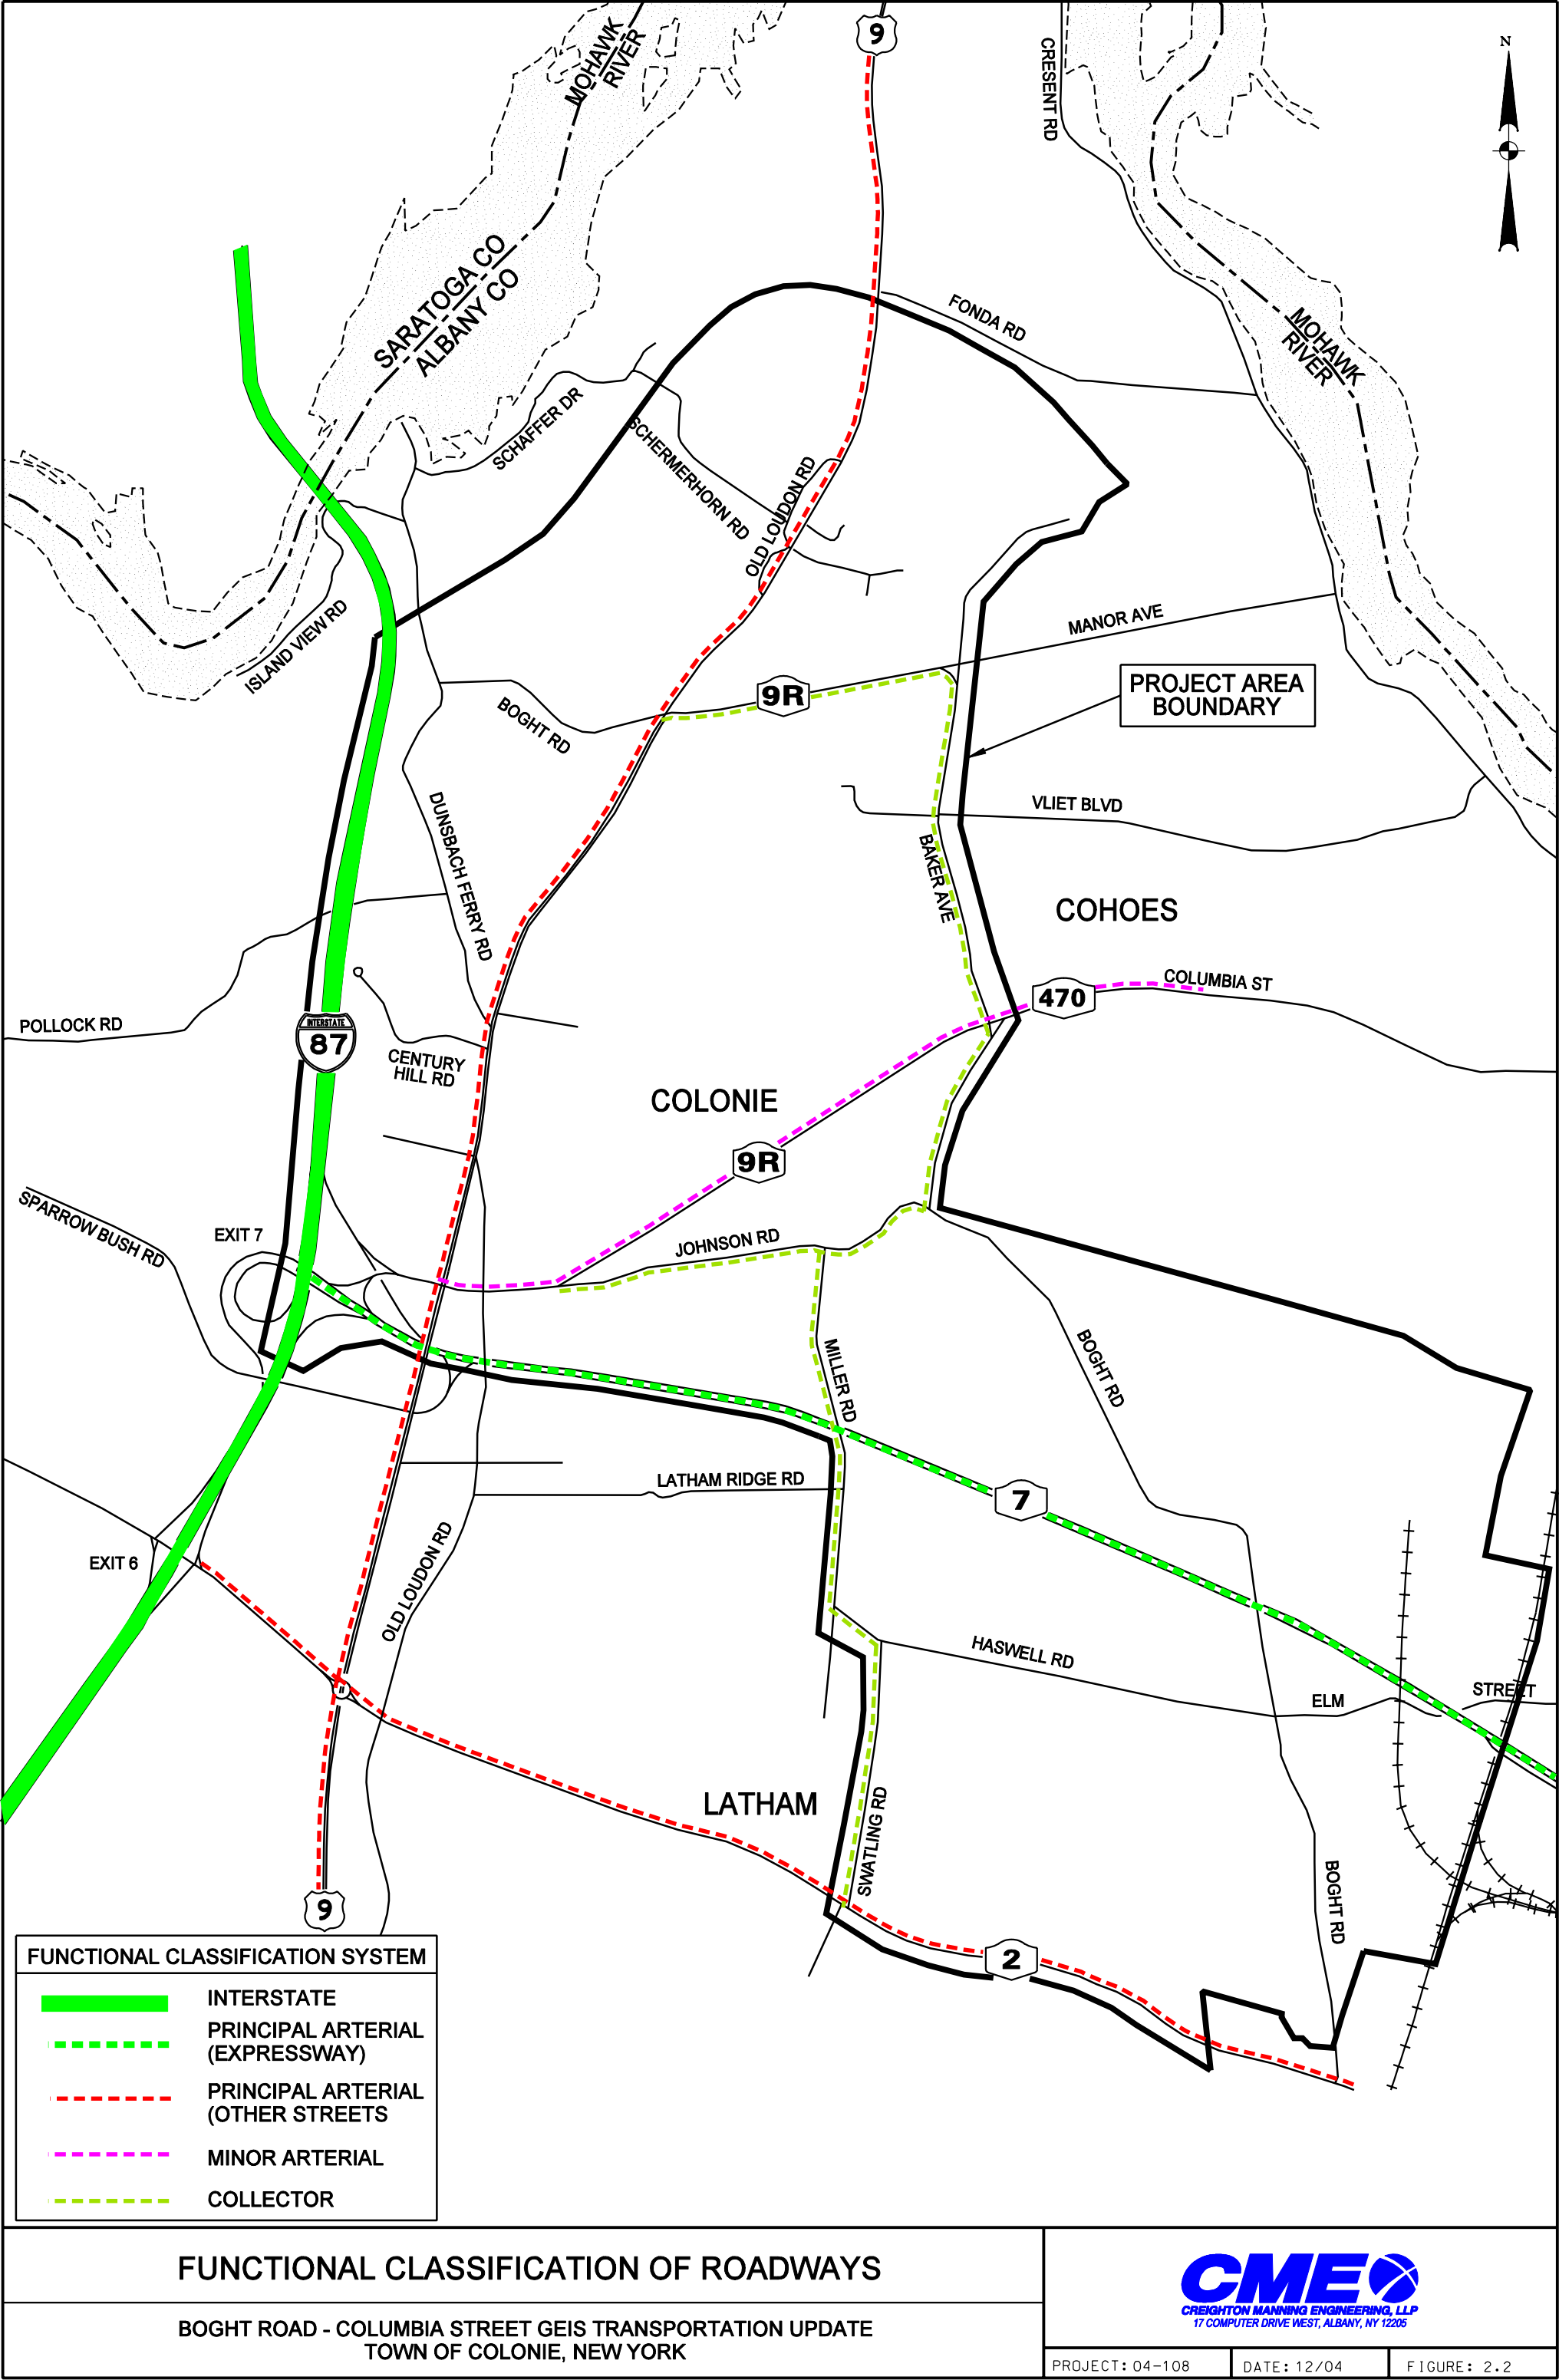 9
N
MOHAWK
RIVER
CRESENT RD
SARATOGA CO
ALBANY CO
FONDA RD
MOHAWK
RIVER
SCHAFFER DR
SCHERMERHORN RD
OLD LOUDON RD
ISLAND VIEW RD
MANOR AVE
9R
PROJECT AREA
BOUNDARY
BOGHT RD
DUNSBACH FERRY RD
VLIET BLVD
BAKER AVE
COHOES
COLUMBIA ST
470
POLLOCK RD
INTERSTATE
87
CENTURY
HILL RD
COLONIE
9R
SPARROW BUSH RD
EXIT 7
JOHNSON RD
MILLER RD
BOGHT RD
LATHAM RIDGE RD
7
EXIT 6
OLD LOUDON RD
HASWELL RD
ELM
STREET
LATHAM
SWATLING RD
BOGHT RD
9
2
FUNCTIONAL CLASSIFICATION SYSTEM
INTERSTATE
PRINCIPAL ARTERIAL
(EXPRESSWAY)
PRINCIPAL ARTERIAL
(OTHER STREETS
MINOR ARTERIAL
COLLECTOR
FUNCTIONAL CLASSIFICATION OF ROADWAYS
BOGHT ROAD - COLUMBIA STREET GEIS TRANSPORTATION UPDATE
TOWN OF COLONIE, NEW YORK
CME
CREIGHTON MANNING ENGINEERING, LLP
17 COMPUTER DRIVE WEST, ALBANY, NY 12205
PROJECT: 04-108
DATE: 12/04
FIGURE: 2.2